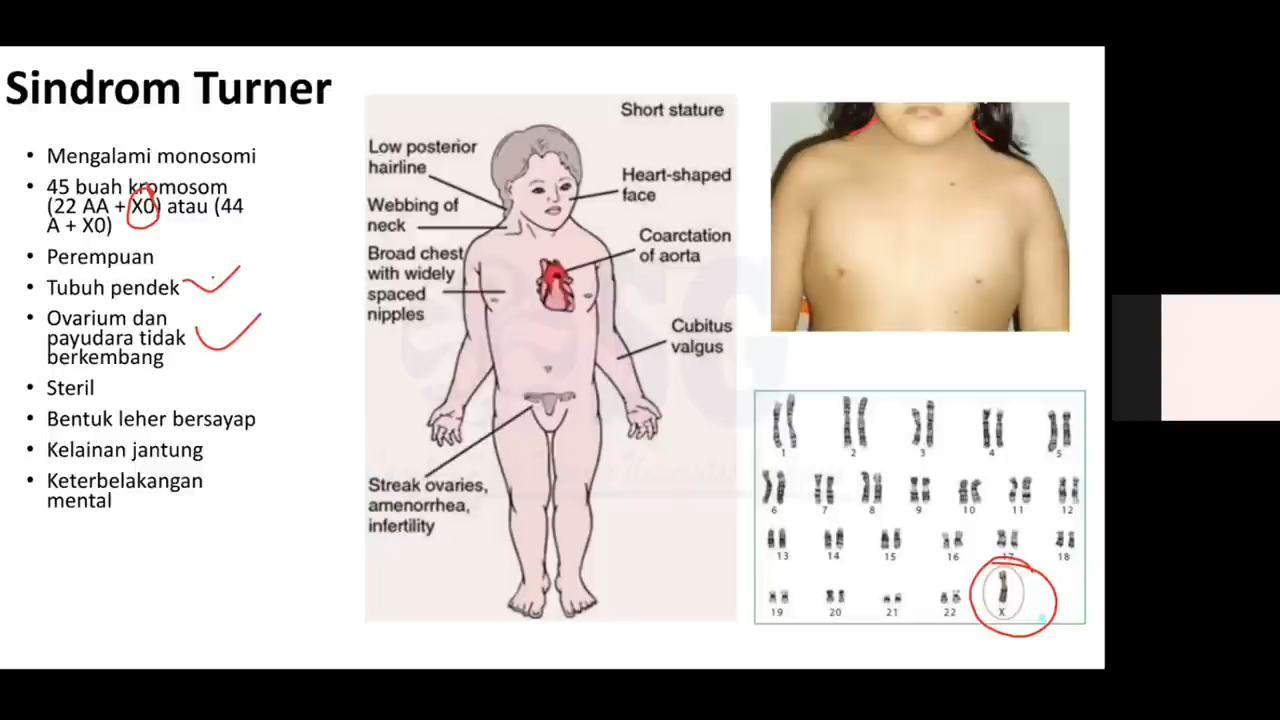 Sindrom Turner
• Mengalami monosomi
• 45 buah kromosom
(22 AA + X0) atau (44
A + X0)
• Perempuan
• Tubuh pendek
• Ovarium dan
payudara tidak
berkembang
• Steril
• Bentuk leher bersayap
• Kelainan jantung
• Keterbelakangan
mental
Short stature
Low posterior
hairline
Heart-shaped
face
Webbing of
neck
Coarctation
of aorta
Broad chest
with widely
spaced
nipples
Cubitus
valgus
Streak ovaries,
amenorrhea,
infertility
1 2 3 4 5
6 7 8 9 10 11 12
13 14 15 16 17 18
19 20 21 22 X